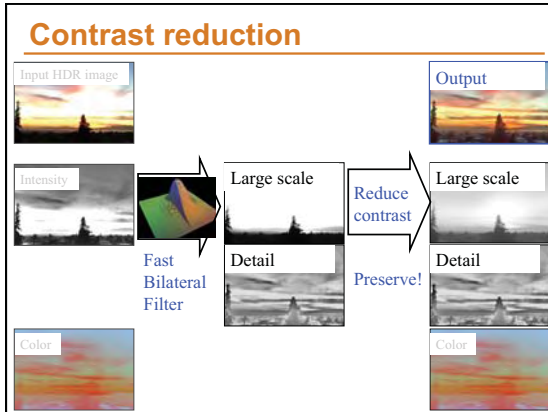 Contrast reduction
Input HDR image
Output
Intensity
Large scale
Reduce
contrast
Large scale
Fast
Bilateral
Filter
Detail
Preserve!
Detail
Color
Color